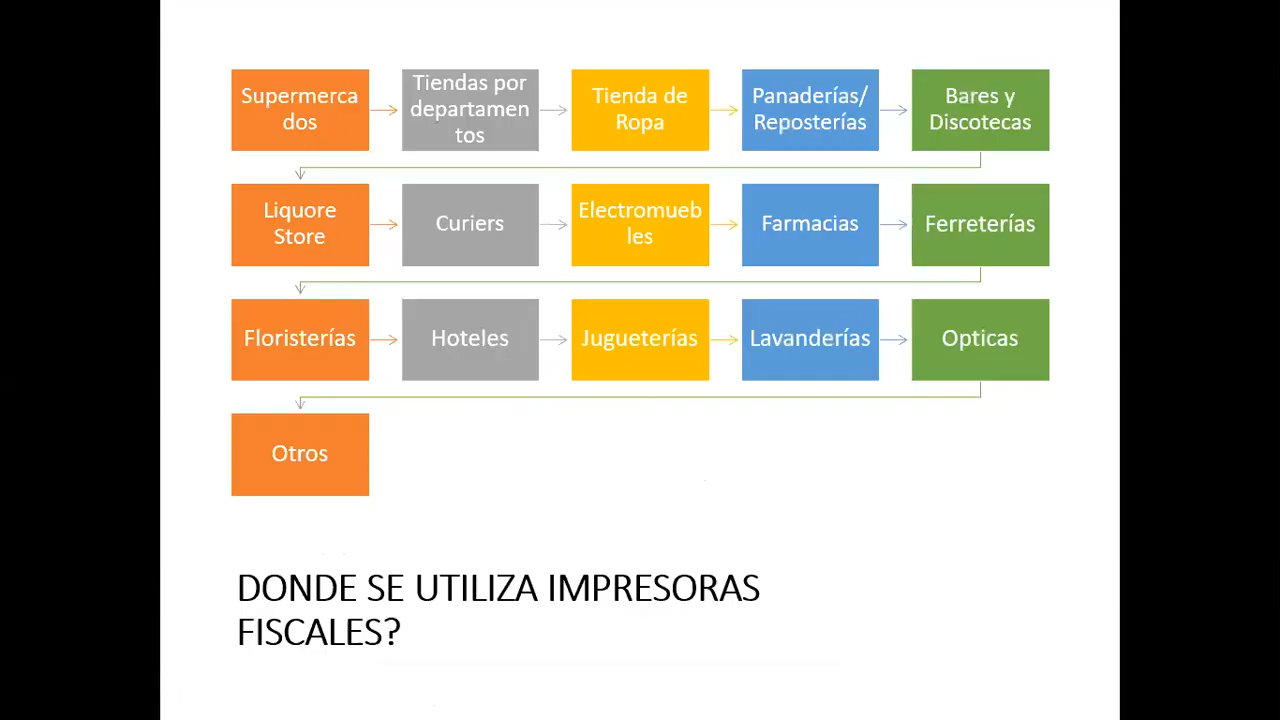 Supermerca
dos
Tiendas por
departamen
tos
Tienda de
Ropa
Panaderías/
Reposterías
Bares y
Discotecas
Liquore
Store
Curiers
Electromueb
les
Farmacias
Ferreterías
Floristerías
Hoteles
Jugueterías
Lavanderías
Opticas
Otros
DONDE SE UTILIZA IMPRESORAS
FISCALES?